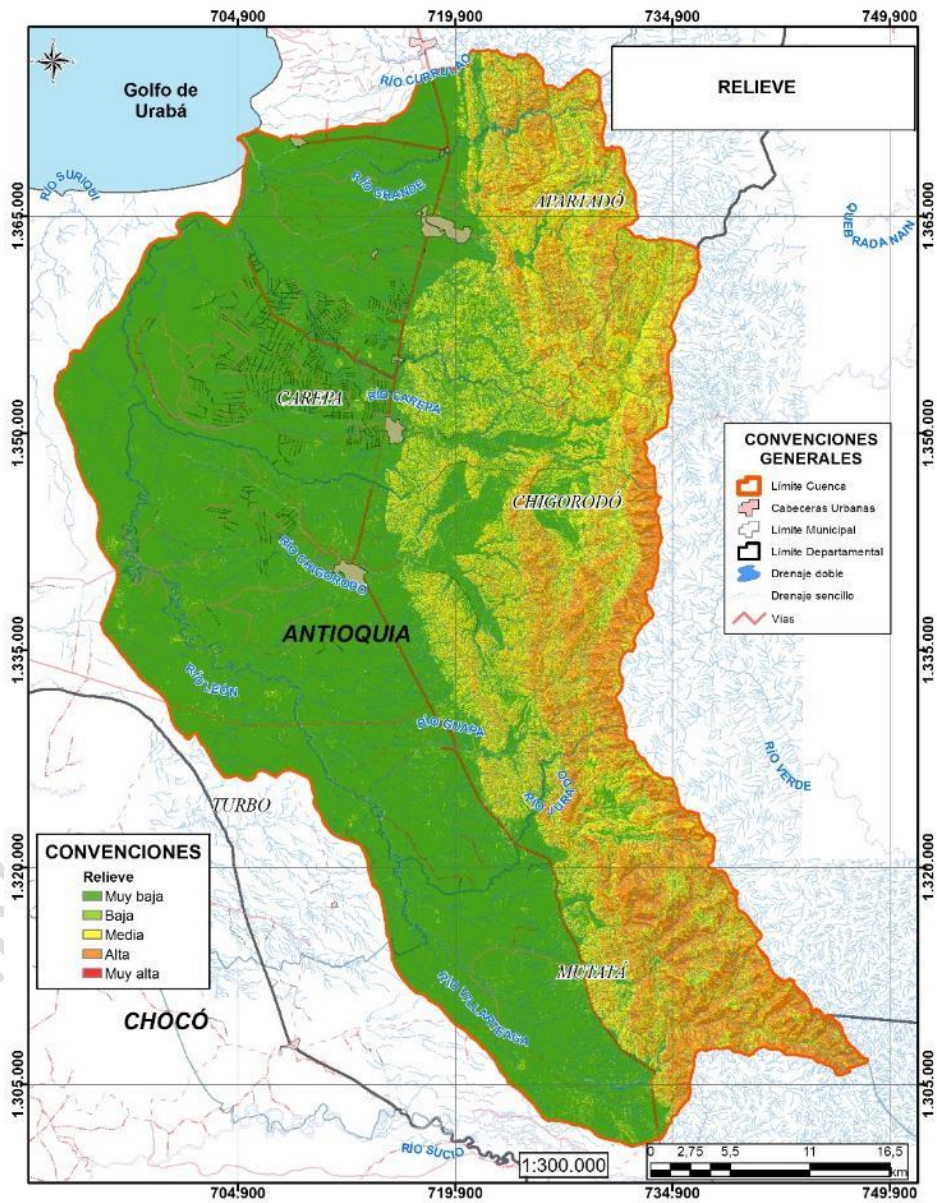 704,900 719,900 734,900 749,900
RELIEVE
Golfo de
Urabá
RÍO CURRULAO
RÍO GRANDE
RÍO SURIQUI
APARTADÓ
QUEBRADA NAIN
1.365.000 1.365.000
CAREPA
RÍO CAREPA
1.350.000 1.350.000
CHIGORODÓ
RÍO CHIGORODO
ANTIOQUIA
CONVENCIONES
GENERALES
Límite Cuenca
Cabeceras Urbanas
Límite Municipal
Límite Departamental
Drenaje doble
Drenaje sencillo
Vías
1.335.000 1.335.000
RÍO LEÓN
RÍO GUAPA
RÍO VERDE
RÍO JURADO
TURBO
1.320.000 1.320.000
CONVENCIONES
Relieve
Muy baja
Baja
Media
Alta
Muy alta
MUTATÁ
RÍO VILLARTEAGA
CHOCÓ
1.305.000 1.305.000
RÍO SUCIO
1:300.000
0 2,75 5,5 11 16,5
km
704,900 719,900 734,900 749,900